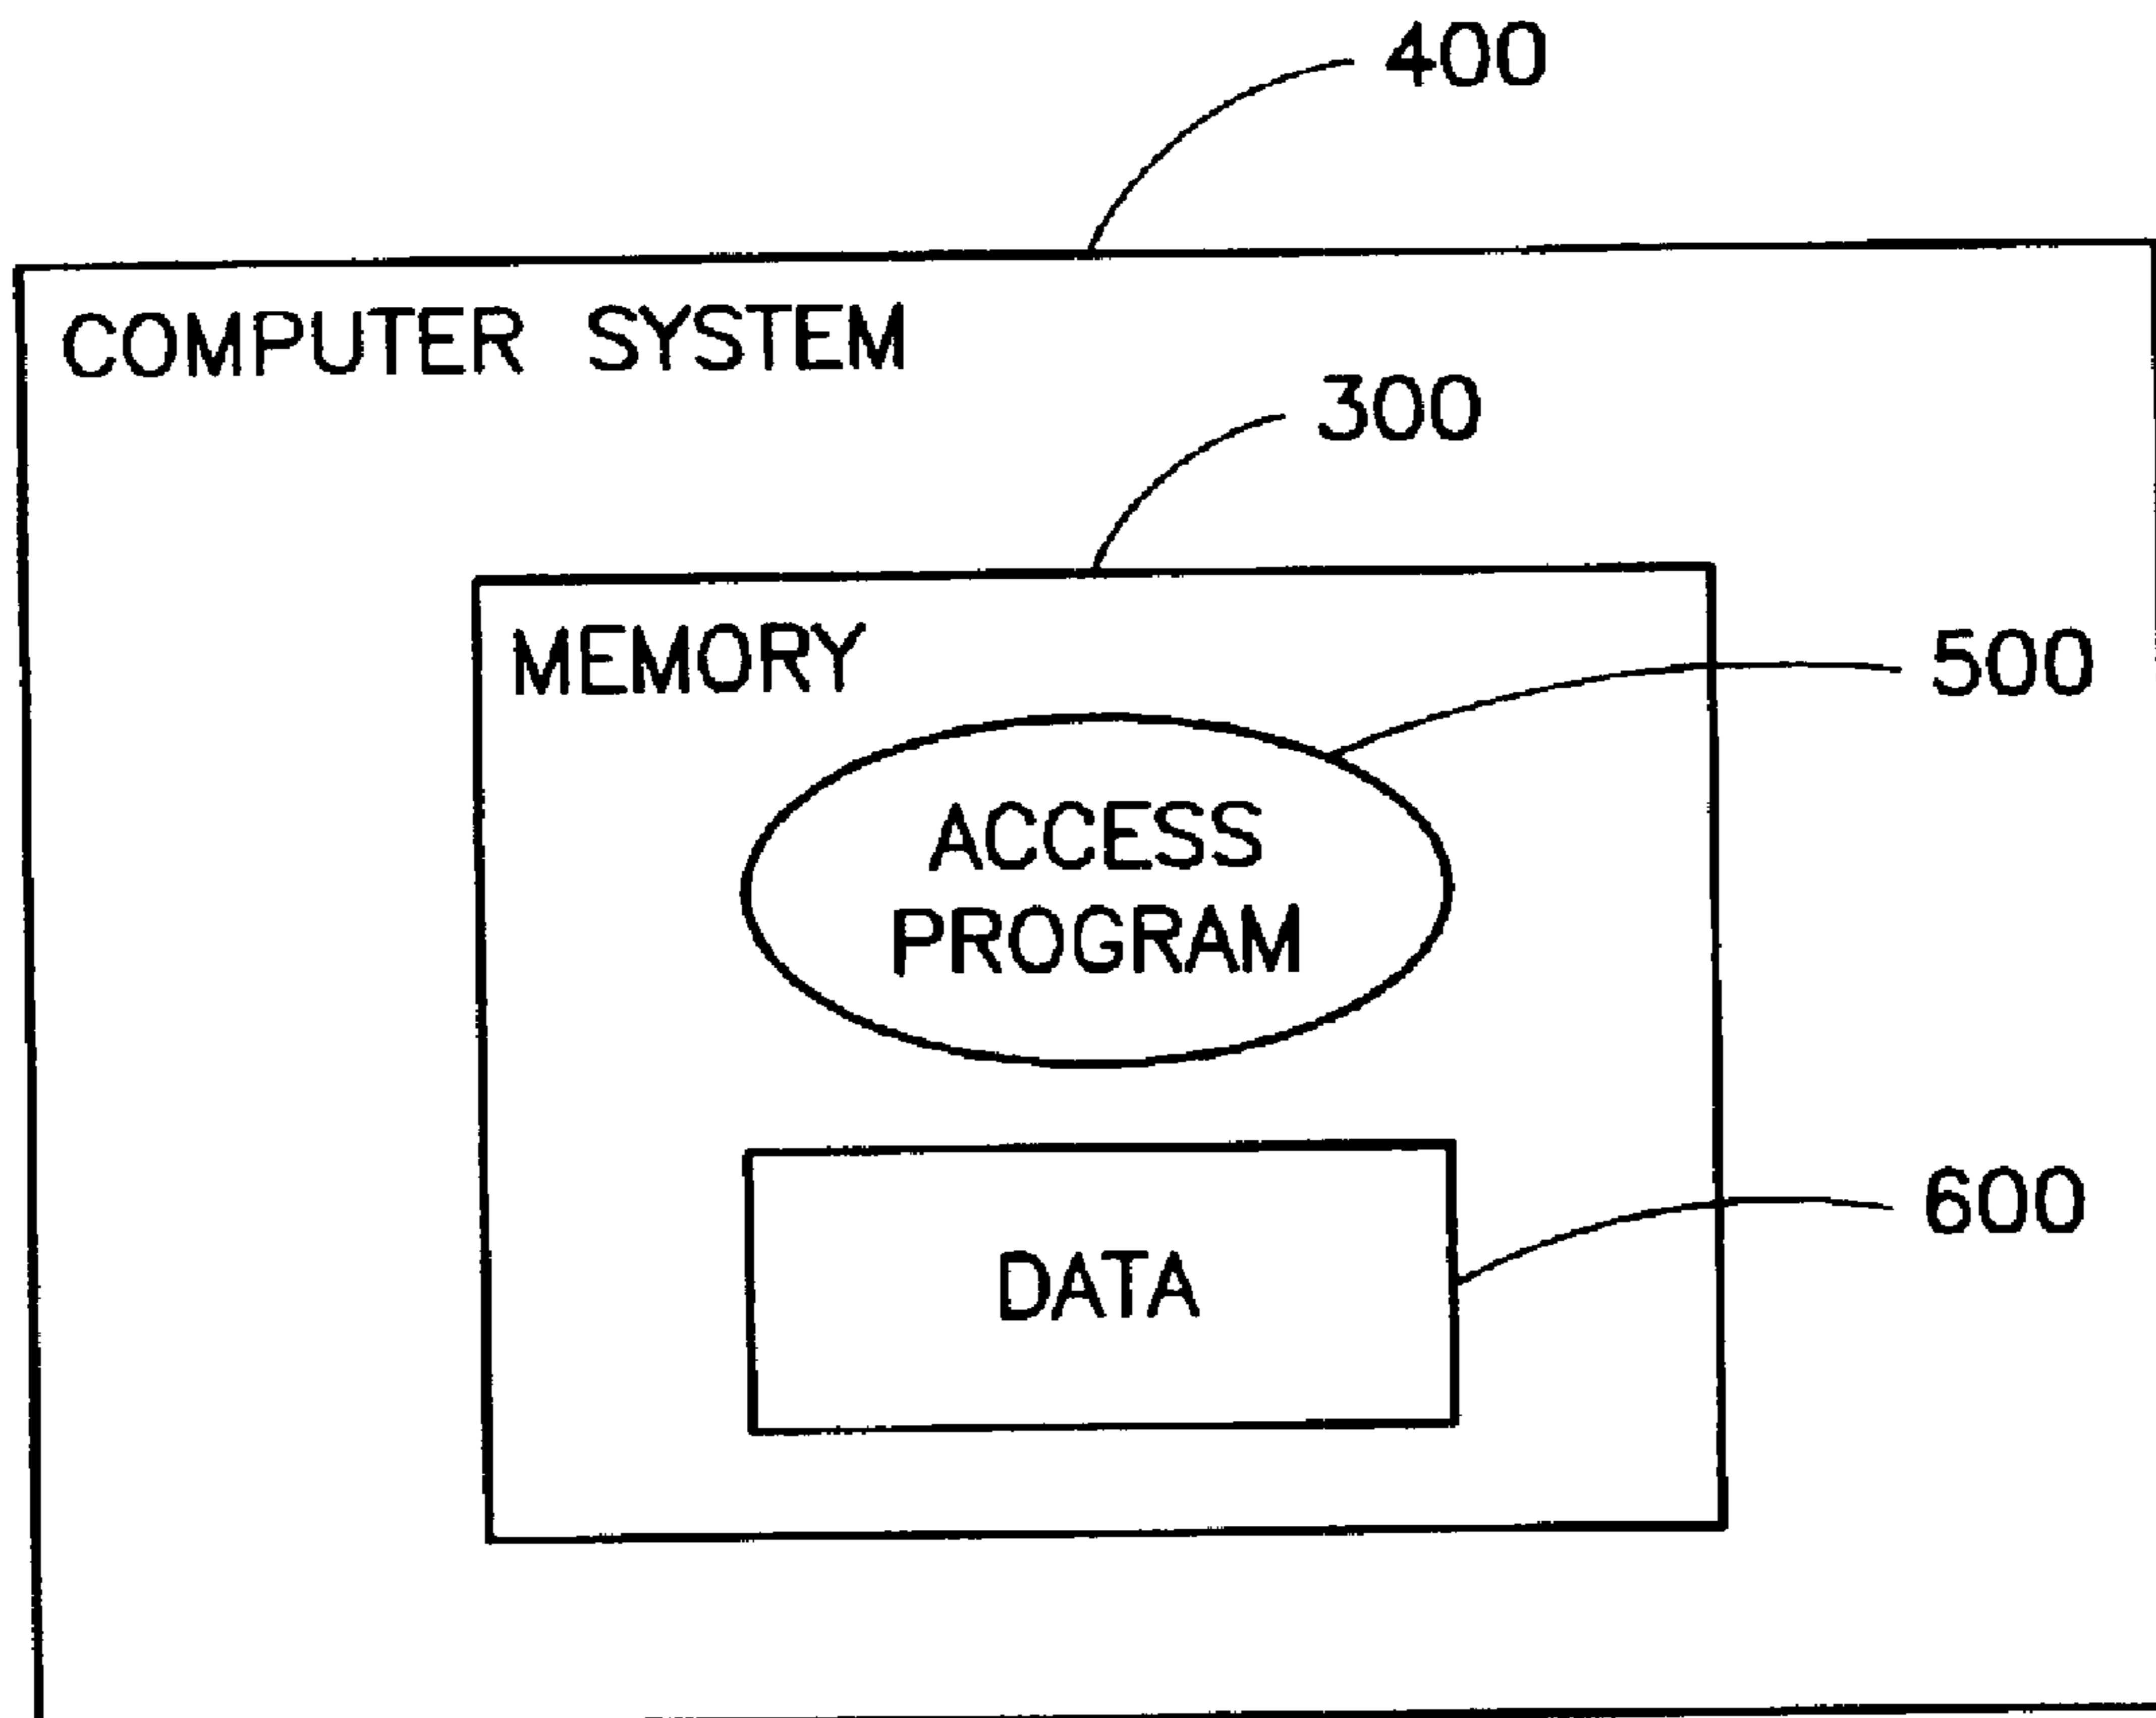 400
COMPUTER SYSTEM
300
MEMORY
500
ACCESS
PROGRAM
600
DATA